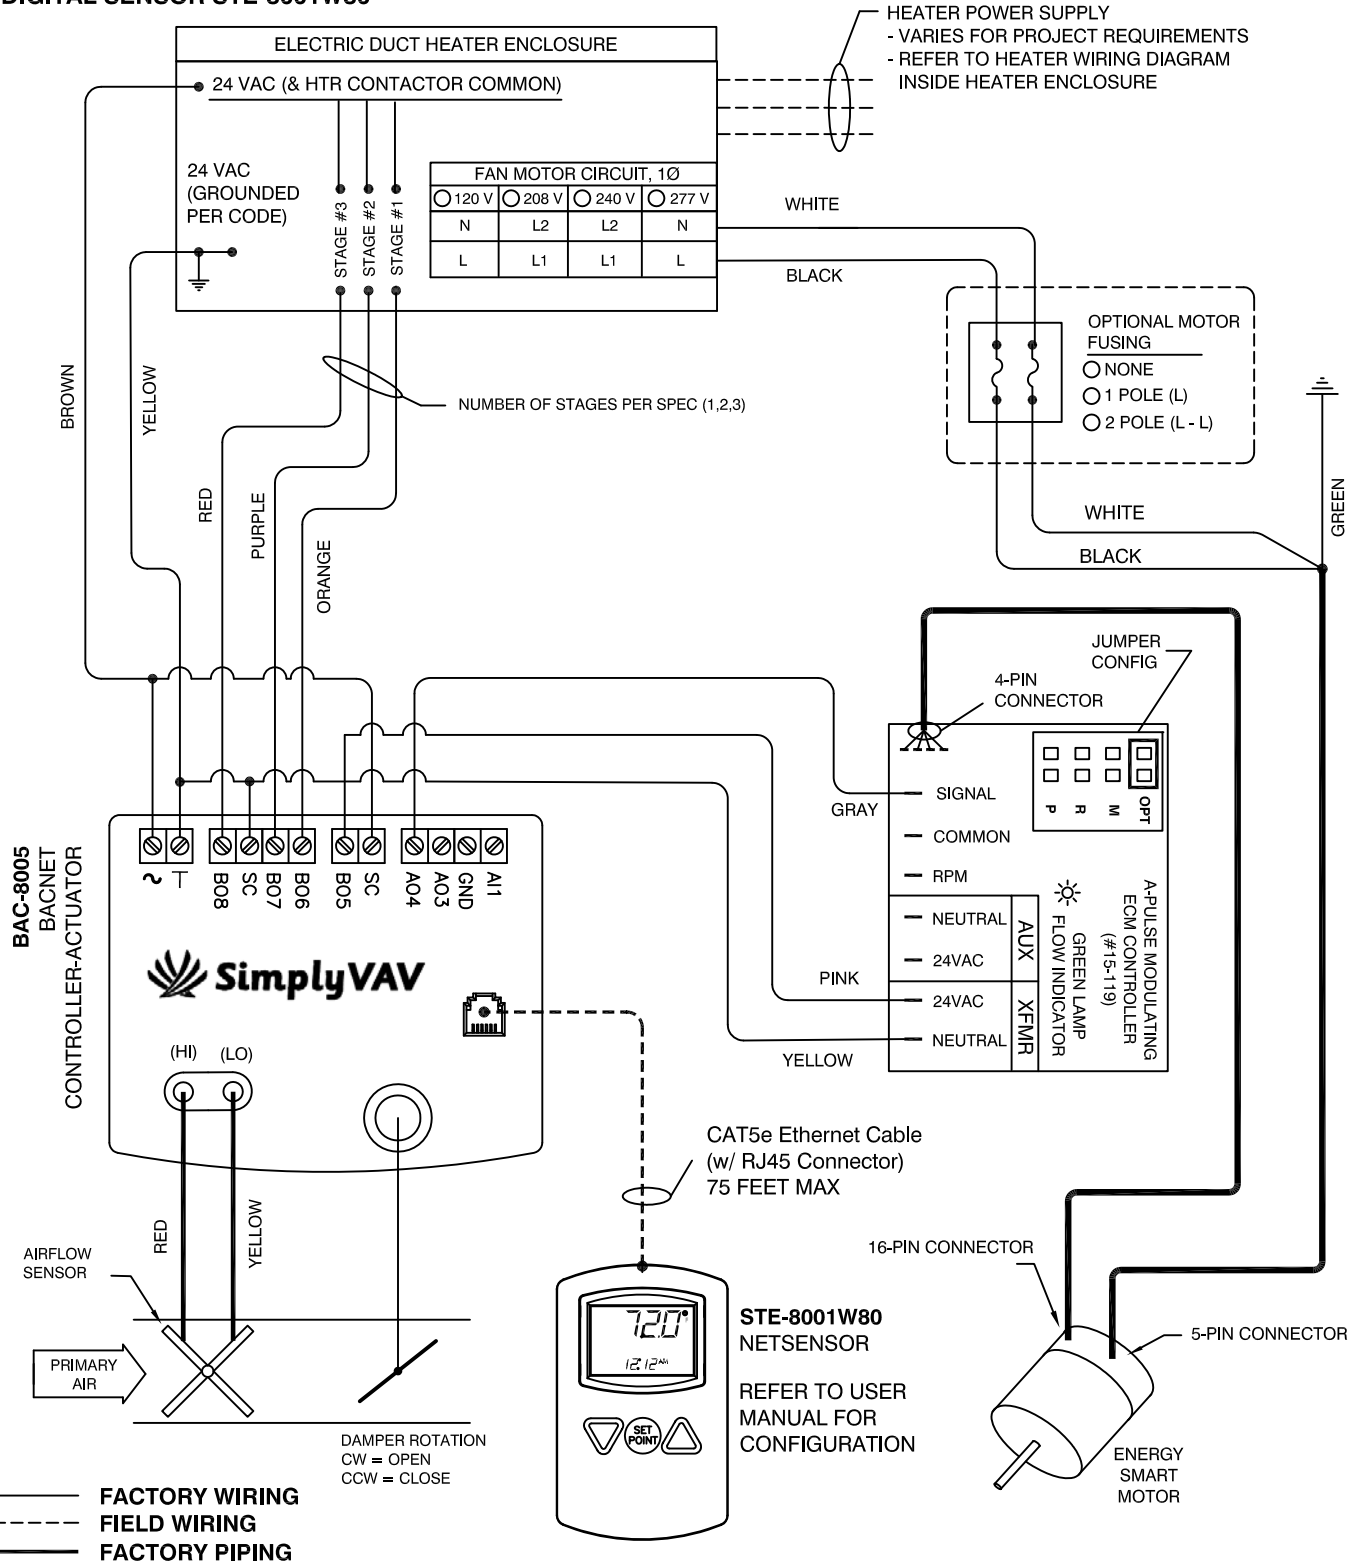 HEATER POWER SUPPLY
- VARIES FOR PROJECT REQUIREMENTS
- REFER TO HEATER WIRING DIAGRAM
INSIDE HEATER ENCLOSURE
ELECTRIC DUCT HEATER ENCLOSURE
24 VAC (& HTR CONTACTOR COMMON)
24 VAC
(GROUNDED
PER CODE)
STAGE #3
STAGE #2
STAGE #1
FAN MOTOR CIRCUIT, 1Ø
120 V 208 V 240 V 277 V
N L2 L2 N
L L1 L1 L
WHITE
BLACK
OPTIONAL MOTOR
FUSING
NONE
1 POLE (L)
2 POLE (L - L)
BROWN
YELLOW
NUMBER OF STAGES PER SPEC (1,2,3)
RED
PURPLE
ORANGE
WHITE
BLACK
GREEN
JUMPER
CONFIG
4-PIN
CONNECTOR
GRAY
SIGNAL
COMMON
RPM
NEUTRAL
24VAC
AUX
24VAC
NEUTRAL
XFMR
P
R
M
OPT
GREEN LAMP
FLOW INDICATOR
A-PULSE MODULATING
ECM CONTROLLER
(#15-119)
PINK
YELLOW
BAC-8005
BACNET
CONTROLLER-ACTUATOR
~
BO8
SC
BO7
BO6
BO5
SC
AO4
AO3
GND
AI1
SimplyVAV
(HI) (LO)
CAT5e Ethernet Cable
(w/ RJ45 Connector)
75 FEET MAX
RED
YELLOW
AIRFLOW
SENSOR
PRIMARY
AIR
DAMPER ROTATION
CW = OPEN
CCW = CLOSE
72.0°
12:12 AM
SET
POINT
STE-8001W80
NETSENSOR
REFER TO USER
MANUAL FOR
CONFIGURATION
16-PIN CONNECTOR
5-PIN CONNECTOR
ENERGY
SMART
MOTOR
FACTORY WIRING
FIELD WIRING
FACTORY PIPING